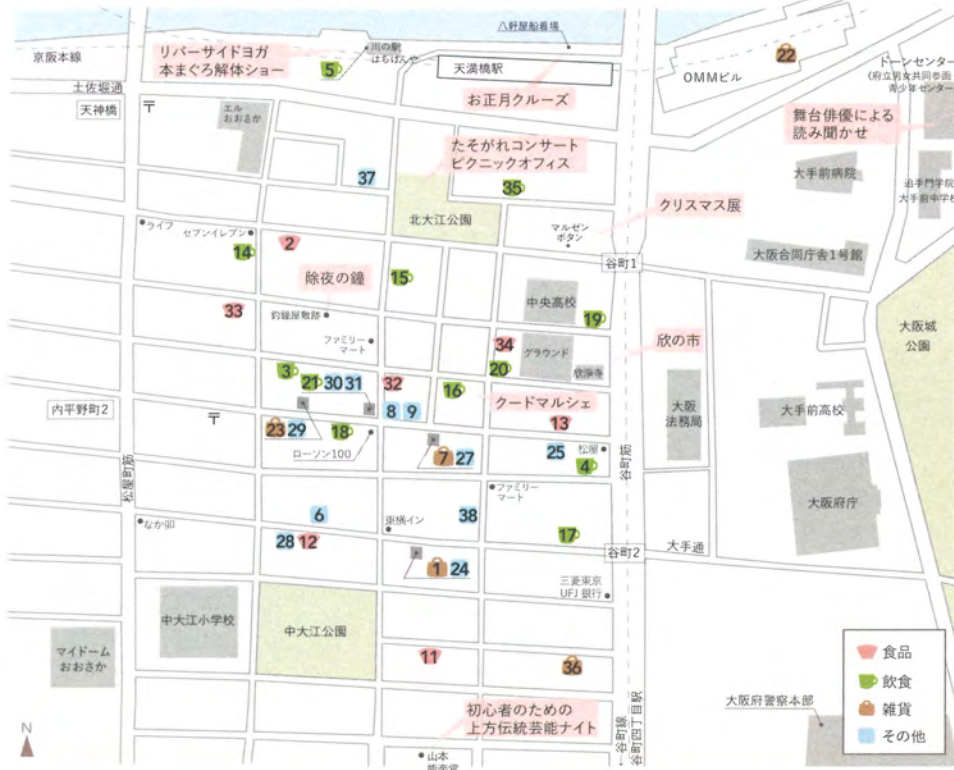 八軒屋船着場
京阪本線
リバーサイドヨガ
本まぐろ解体ショー
川の駅
はちけんや
5
天満橋駅
OMMビル
22
ドーンセンター
(府立男女共同参画
青少年センター
土佐堀通
天神橋
〒
エル
おおさか
お正月クルーズ
舞台俳優による
読み聞かせ
たそがれコンサート
ピクニックオフィス
37
35
大手前病院
追手門学院
大手前中学校
北大江公園
クリスマス展
マルゼン
ボタン
ライフ
セブンイレブン
14
2
谷町1
大阪合同庁舎1号館
除夜の鐘
15
中央高校
19
33
釣鐘屋敷跡
ファミリー
マート
34
グラウンド
20
欣浄寺
欣の市
大阪城
公園
3
21
30
31
32
16
クードマルシェ
内平野町2
〒
8
9
13
大阪
法務局
大手前高校
23
29
18
ローソン100
7
27
25
松屋
4
松屋町筋
谷町筋
ファミリー
マート
大阪府庁
6
38
なか卯
東横イン
17
28
12
谷町2
大手通
1
24
三菱東京
UFJ銀行
中大江小学校
中大江公園
マイドーム
おおさか
11
36
食品
飲食
雑貨
その他
大阪府警察本部
初心者のための
上方伝統芸能ナイト
谷町線
谷町四丁目駅
N
山本
能楽堂